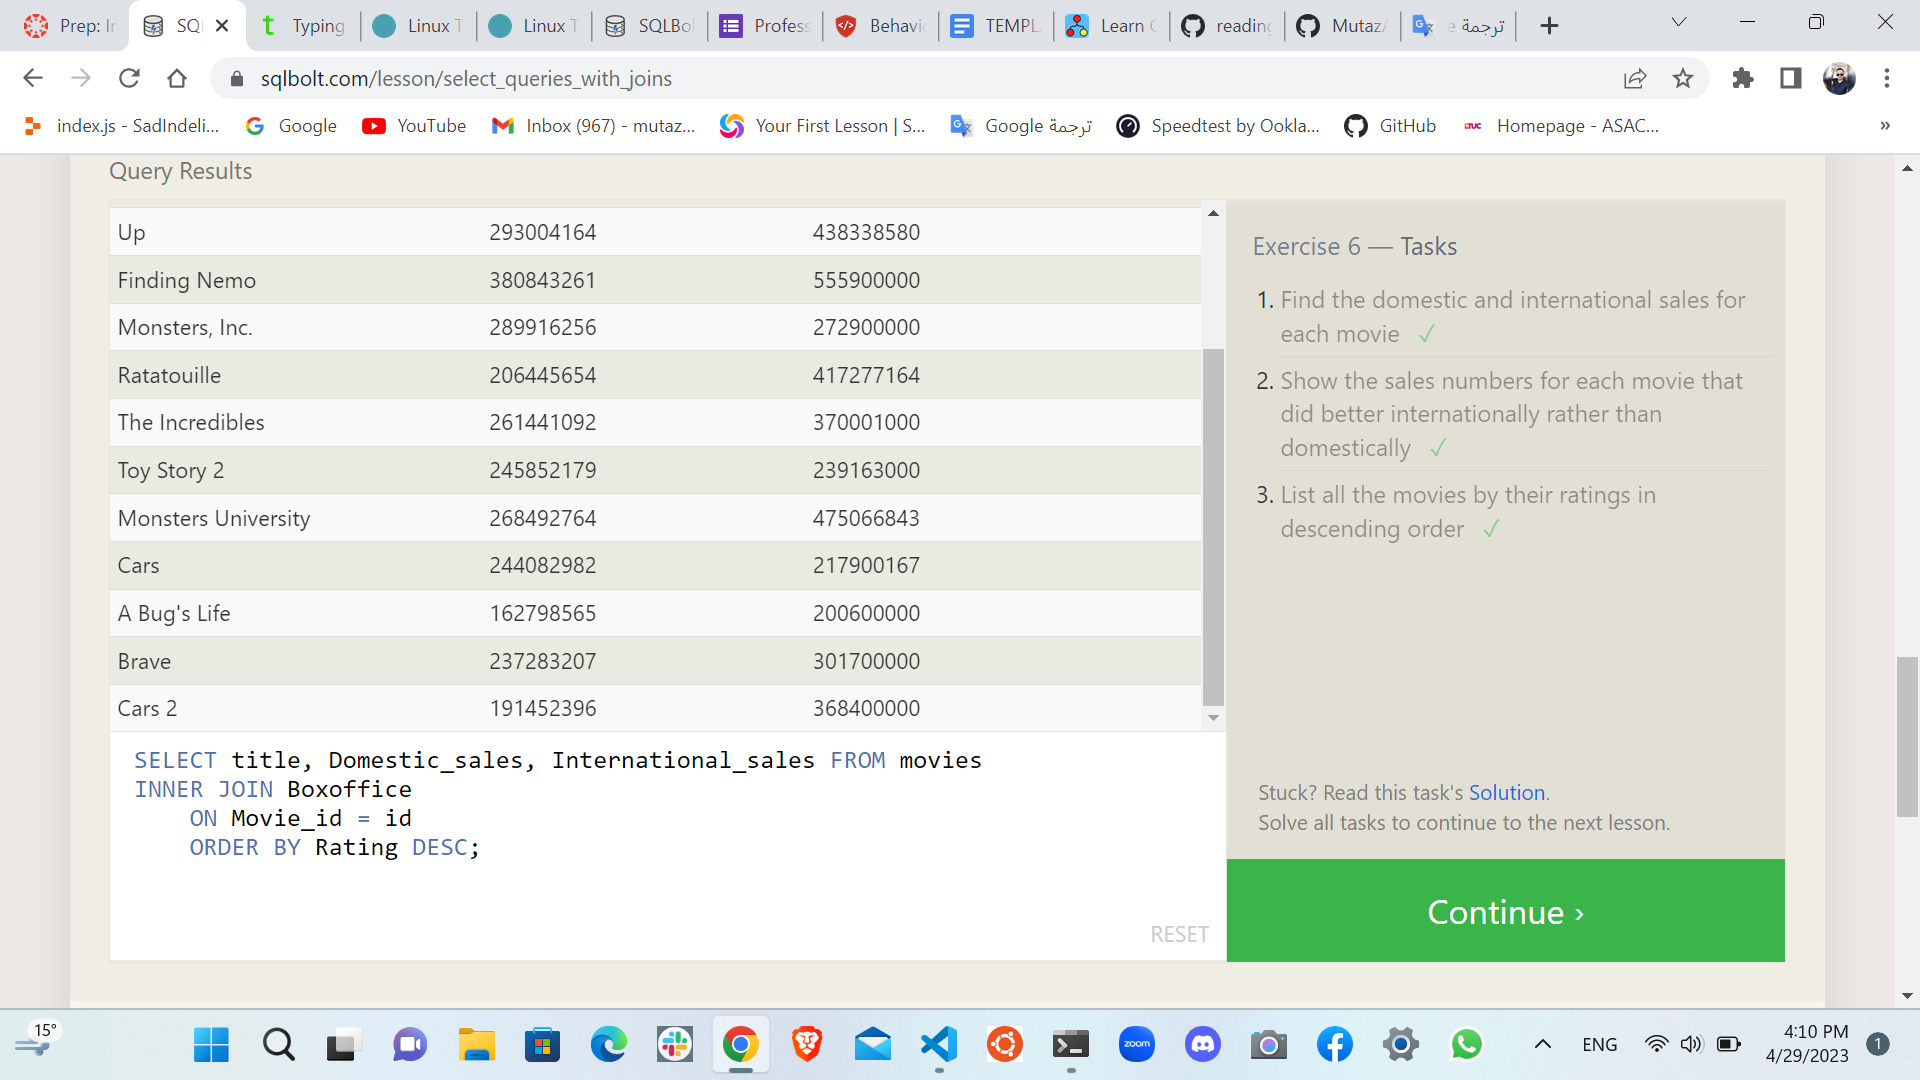 Prep: In
SQL
Typing
Linux T
Linux T
SQLBol
Profess
Behavi
TEMPL
Learn
reading
MutazA
ترجمة e
sqlbolt.com/lesson/select_queries_with_joins
index.js - SadIndeli...
Google
YouTube
Inbox (967) - mutaz...
Your First Lesson | S...
ترجمة Google
Speedtest by Ookla...
GitHub
LTUC
Homepage - ASAC...
»
Query Results
Up 293004164 438338580
Finding Nemo 380843261 555900000
Monsters, Inc. 289916256 272900000
Ratatouille 206445654 417277164
The Incredibles 261441092 370001000
Toy Story 2 245852179 239163000
Monsters University 268492764 475066843
Cars 244082982 217900167
A Bug's Life 162798565 200600000
Brave 237283207 301700000
Cars 2 191452396 368400000
SELECT title, Domestic_sales, International_sales FROM movies
INNER JOIN Boxoffice
ON Movie_id = id
ORDER BY Rating DESC;
RESET
Exercise 6 — Tasks
1. Find the domestic and international sales for
each movie ✓
2. Show the sales numbers for each movie that
did better internationally rather than
domestically ✓
3. List all the movies by their ratings in
descending order ✓
Stuck? Read this task's Solution.
Solve all tasks to continue to the next lesson.
Continue ›
15°
zoom
ENG
4:10 PM
4/29/2023
1